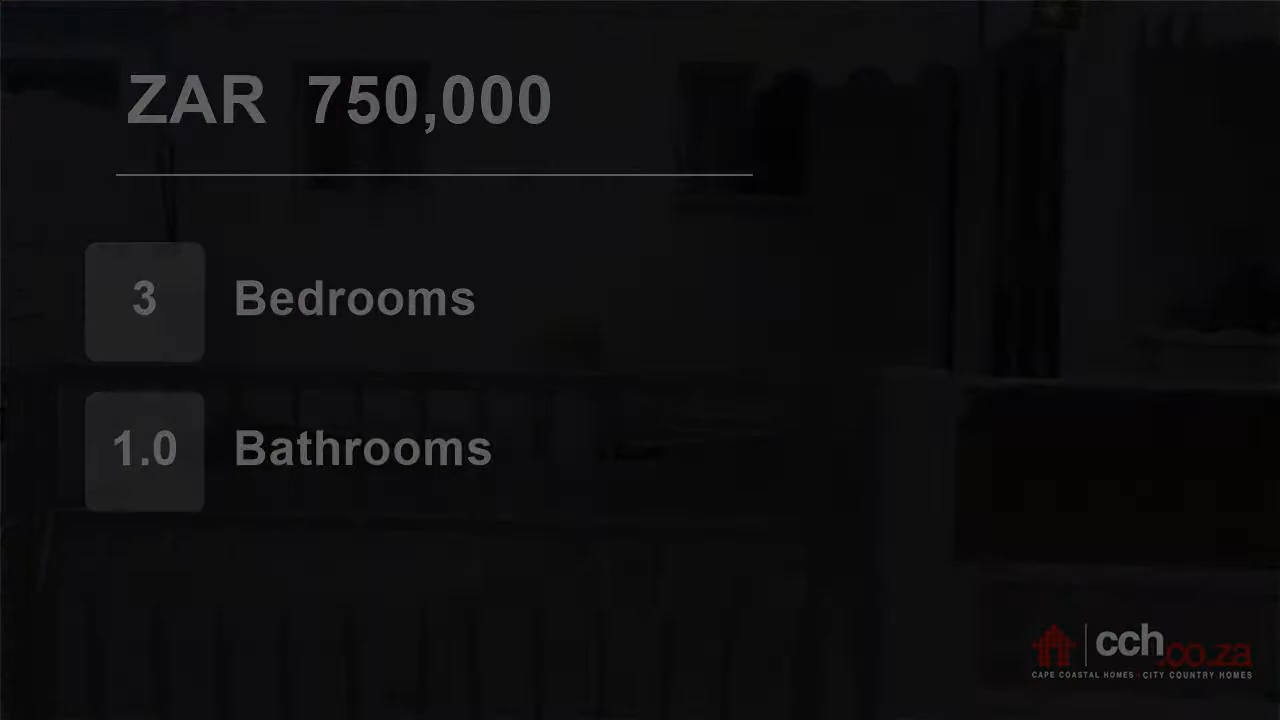 ZAR 750,000
3 Bedrooms
1.0 Bathrooms
cch.co.za
CAPE COASTAL HOMES • CITY COUNTRY HOMES